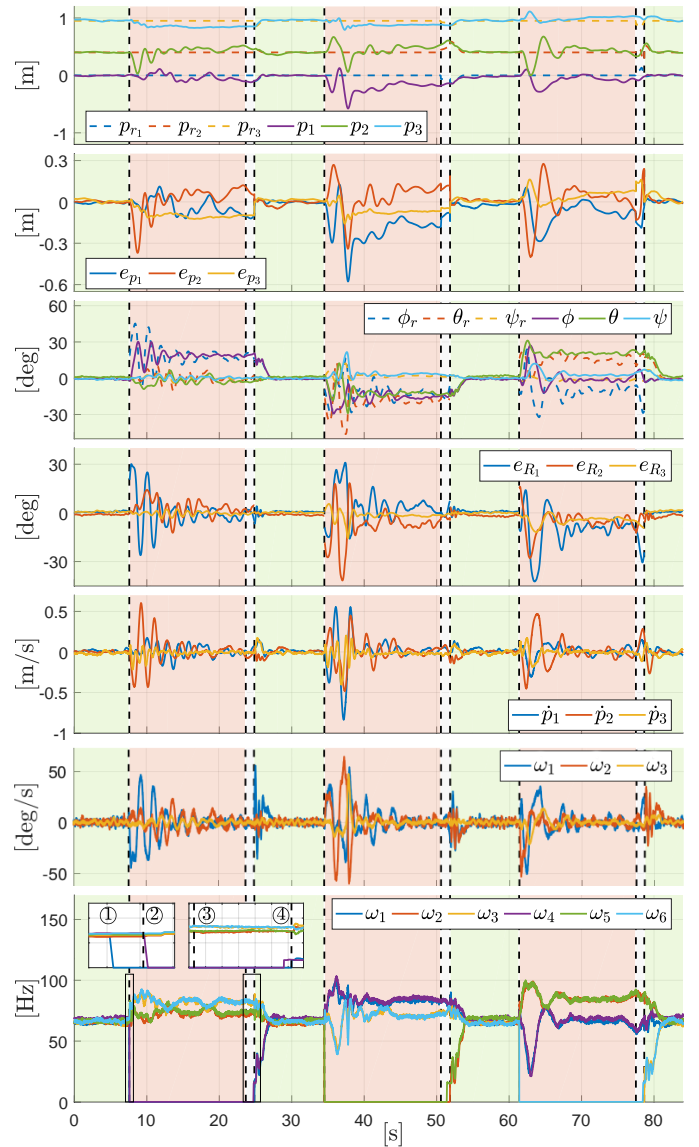 1
0
-1
[m]
p_{r_1} p_{r_2} p_{r_3} p_1 p_2 p_3
0.3
0
-0.3
-0.6
[m]
e_{p_1} e_{p_2} e_{p_3}
60
30
0
-30
[deg]
ϕ_r θ_r ψ_r ϕ θ ψ
30
0
-30
[deg]
e_{R_1} e_{R_2} e_{R_3}
0.5
0
-0.5
-1
[m/s]
ṗ_1 ṗ_2 ṗ_3
50
0
-50
[deg/s]
ω_1 ω_2 ω_3
150
100
50
0
[Hz]
① ② ③ ④
ω_1 ω_2 ω_3 ω_4 ω_5 ω_6
0 10 20 30 40 50 60 70 80
[s]